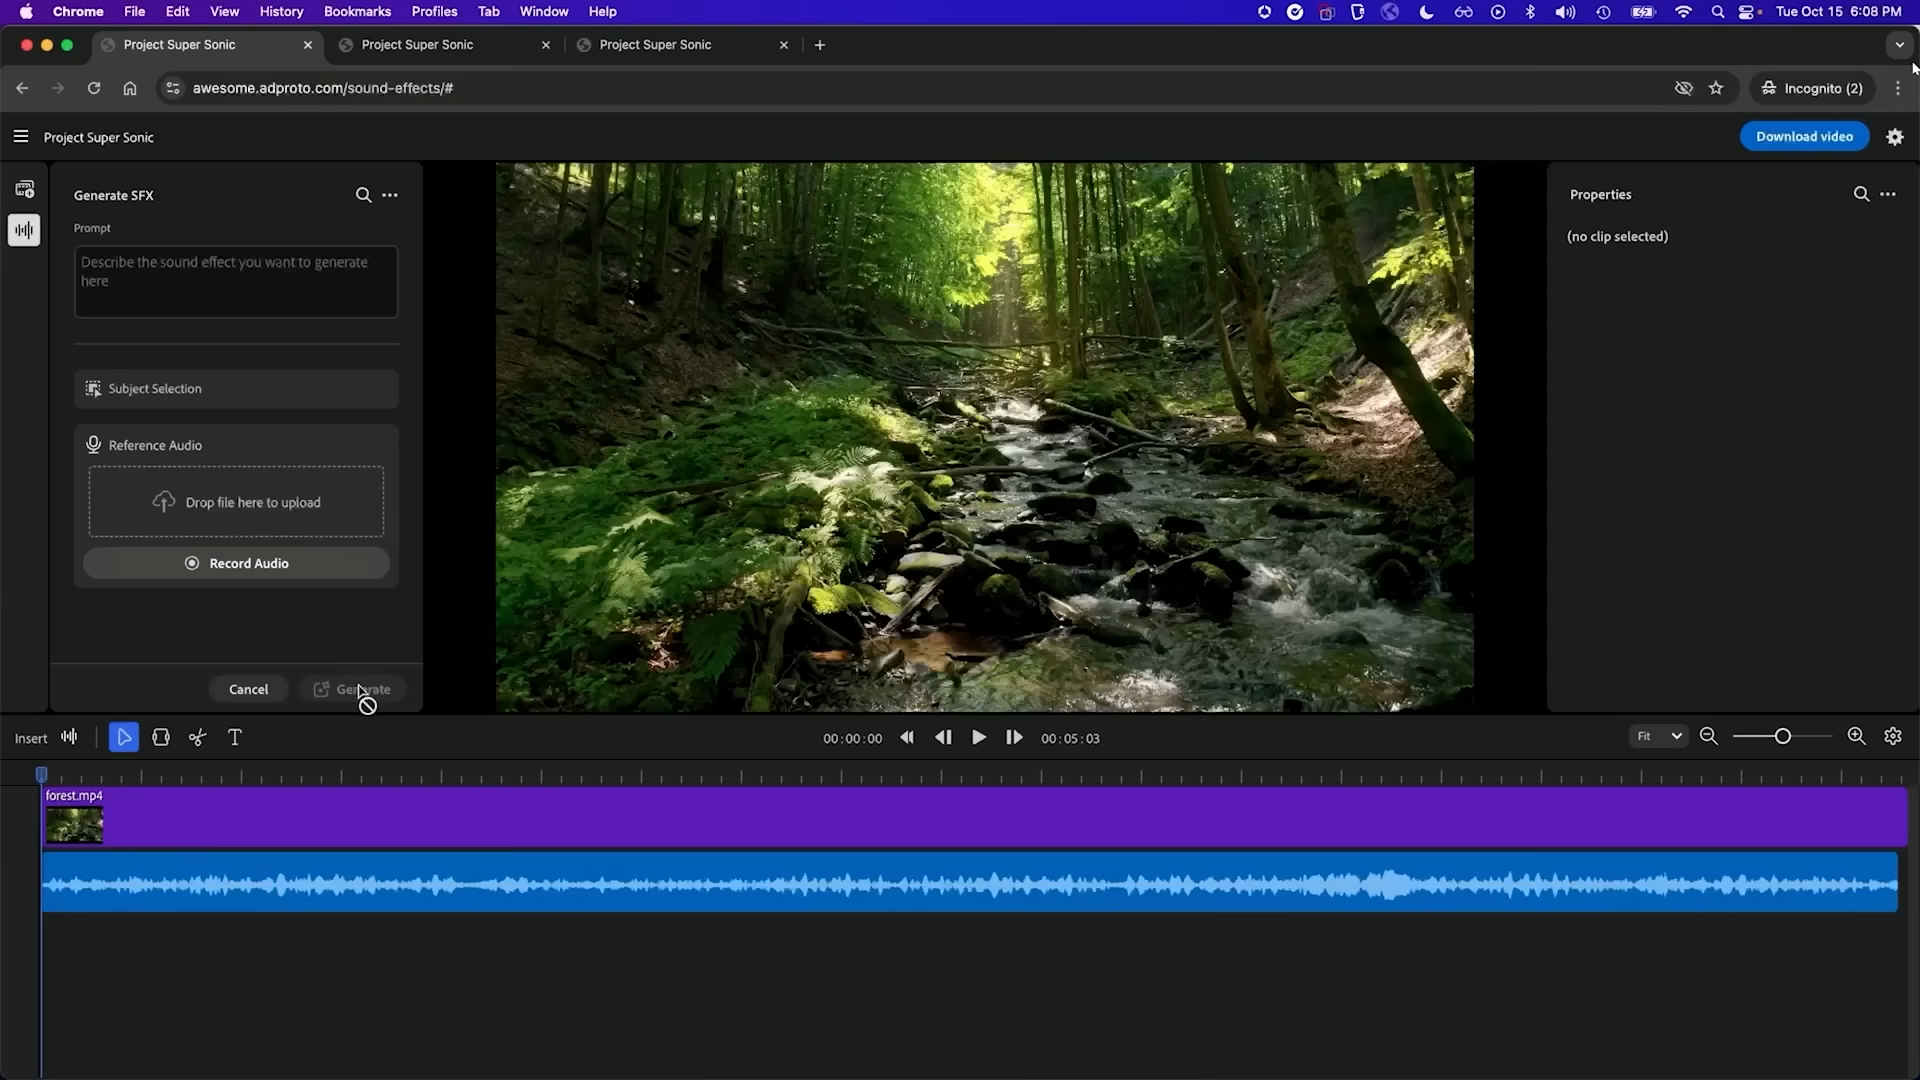 Chrome File Edit View History Bookmarks Profiles Tab Window Help
Tue Oct 15 6:08 PM
Project Super Sonic
Project Super Sonic
Project Super Sonic
awesome.adproto.com/sound-effects/#
Incognito (2)
Project Super Sonic
Download video
Generate SFX
Prompt
Describe the sound effect you want to generate
here
Subject Selection
Reference Audio
Drop file here to upload
Record Audio
Cancel
Generate
Properties
(no clip selected)
Insert
00:00:00
00:05:03
Fit
forest.mp4